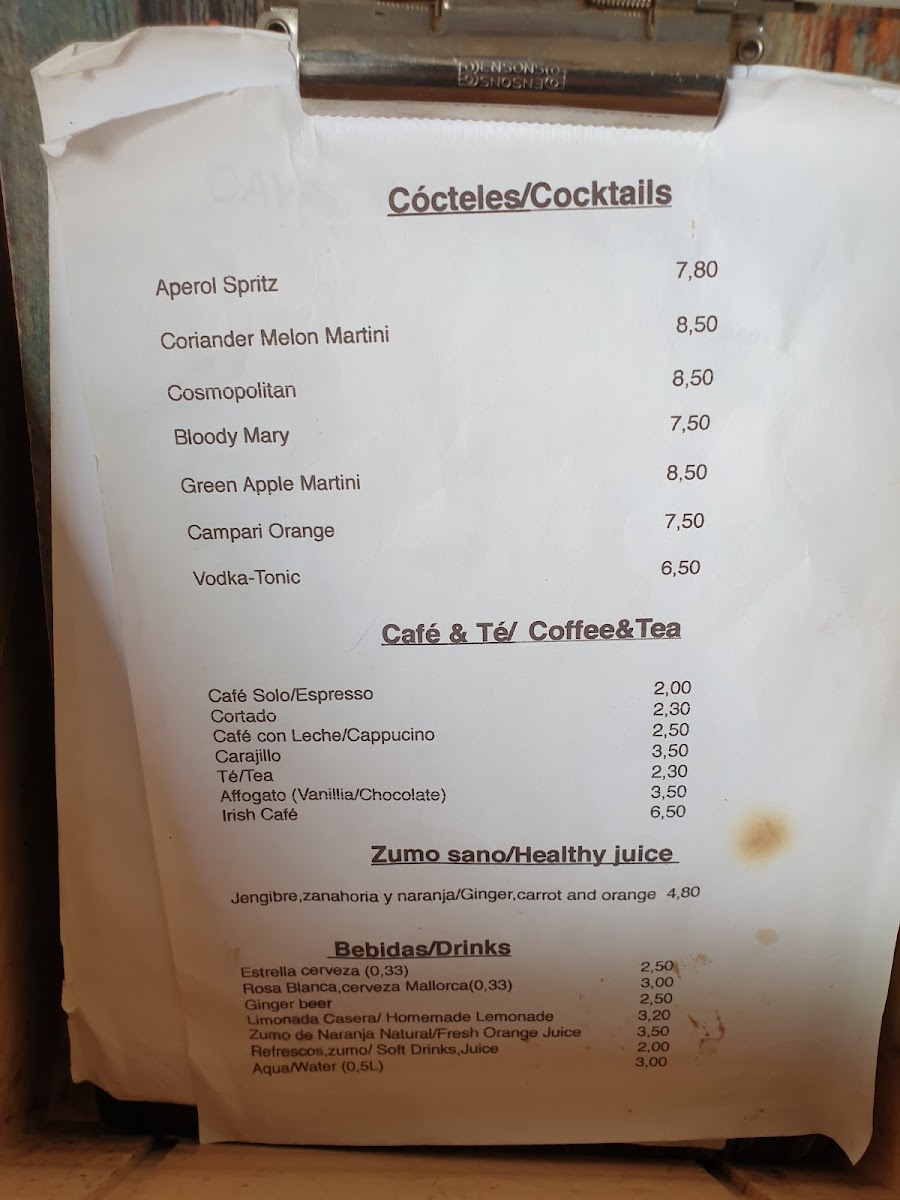 JENSONS
JENSONS
Cócteles/Cocktails
Aperol Spritz 7,80
Coriander Melon Martini 8,50
Cosmopolitan 8,50
Bloody Mary 7,50
Green Apple Martini 8,50
Campari Orange 7,50
Vodka-Tonic 6,50
Café & Té/ Coffee&Tea
Café Solo/Espresso 2,00
Cortado 2,30
Café con Leche/Cappucino 2,50
Carajillo 3,50
Té/Tea 2,30
Affogato (Vanillia/Chocolate) 3,50
Irish Café 6,50
Zumo sano/Healthy juice
Jengibre,zanahoria y naranja/Ginger,carrot and orange 4,80
Bebidas/Drinks
Estrella cerveza (0,33) 2,50
Rosa Blanca,cerveza Mallorca(0,33) 3,00
Ginger beer 2,50
Limonada Casera/ Homemade Lemonade 3,20
Zumo de Naranja Natural/Fresh Orange Juice 3,50
Refrescos,zumo/ Soft Drinks,Juice 2,00
Aqua/Water (0,5L) 3,00